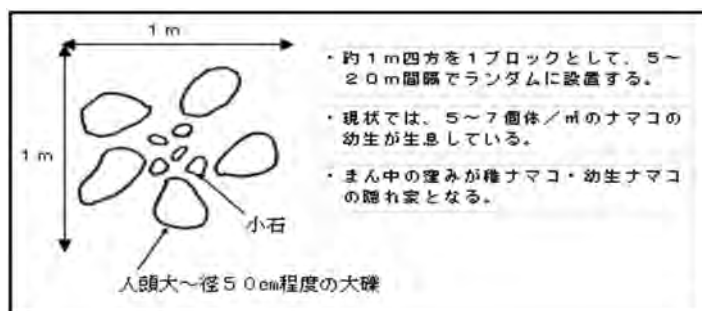 1m
・約1m四方を1ブロックとして、5～
20m間隔でランダムに設置する。
・現状では、5～7個体/㎡のナマコの
幼生が生息している。
1m
・まん中の窪みが稚ナマコ・幼生ナマコ
の隠れ家となる。
小石
人頭大～径50cm程度の大礫